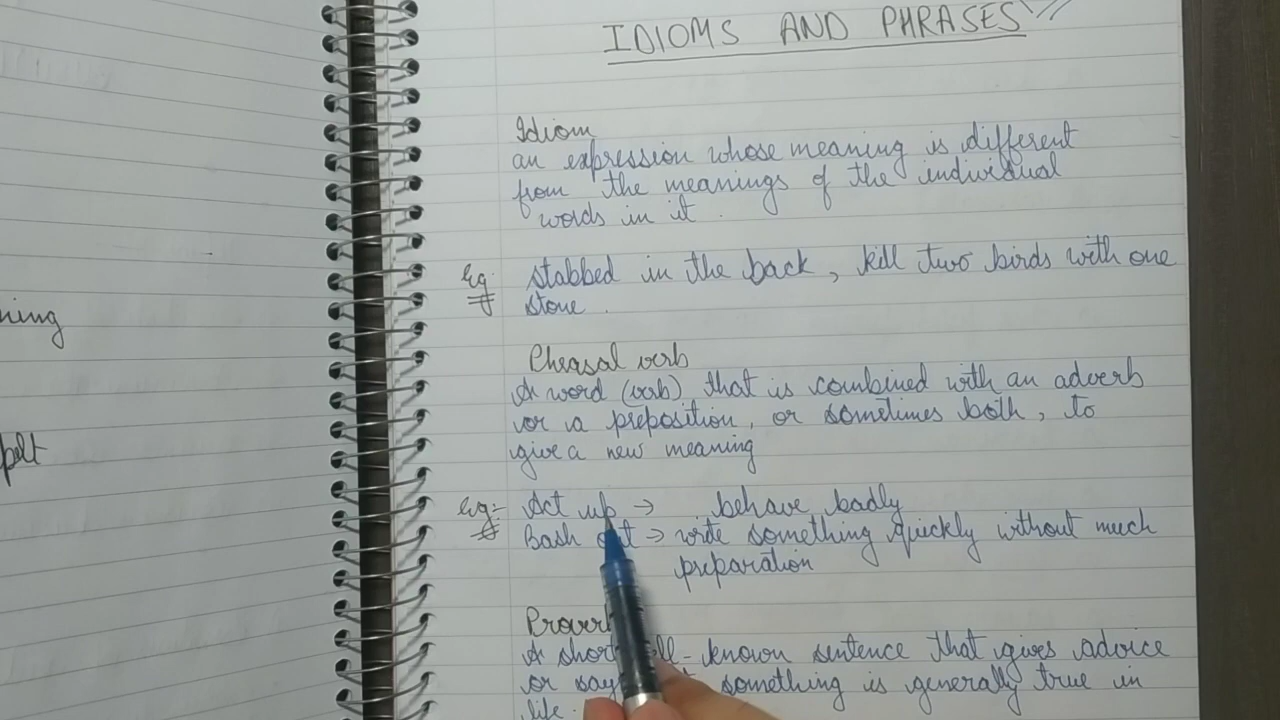 IDIOMS AND PHRASES
Idiom
an expression whose meaning is different
from the meanings of the individual
words in it.
Eg: stabbed in the back, kill two birds with one
stone.
ning
Phrasal verb
A word (verb) that is combined with an adverb
or a preposition, or sometimes both, to
give a new meaning
pelt
Eg:- Act up → behave badly
Bash out → write something quickly without much
preparation
A short well-known sentence that gives advice
or something is generally true in
life.